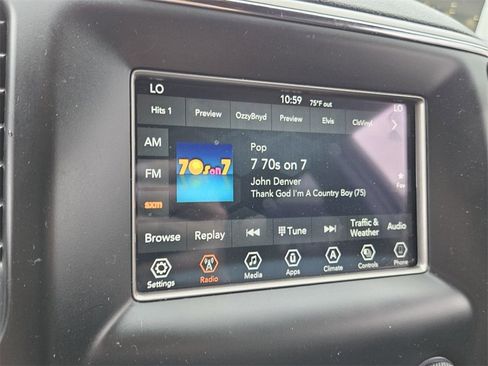 LO 10:59 75°F out LO
Hits 1 Preview OzzyBnyd Preview Elvis ClsVinyl
AM
FM
sxm
70s on 7
Pop
7 70s on 7
John Denver
Thank God I'm A Country Boy (75)
Fav
Browse Replay Tune Traffic & Weather Audio
Settings Radio Media Apps Climate Controls Phone